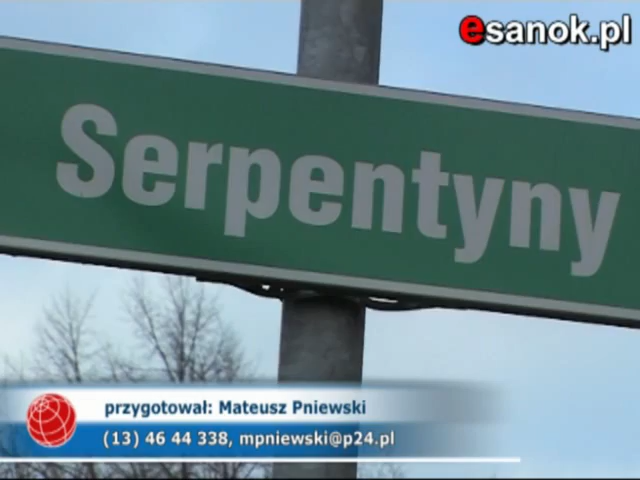 esanok.pl
Serpentyny
przygotował: Mateusz Pniewski
(13) 46 44 338, mpniewski@p24.pl